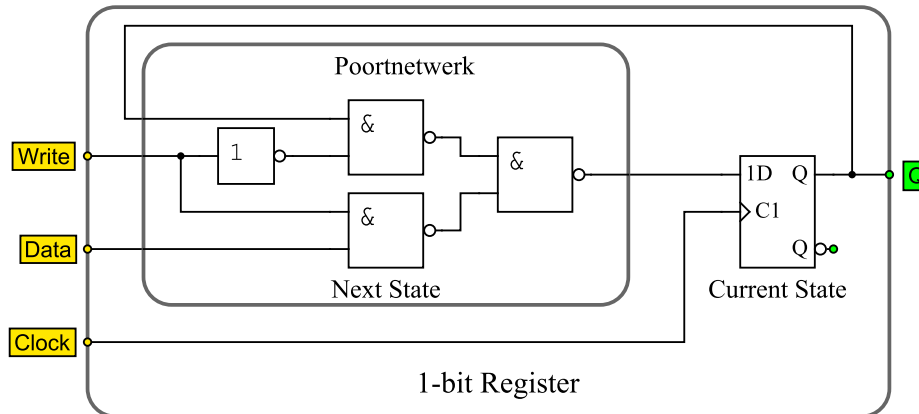 Poortnetwerk
&
Write
1
&
1D Q
Q
&
C1
Data
Q
Next State
Current State
Clock
1-bit Register